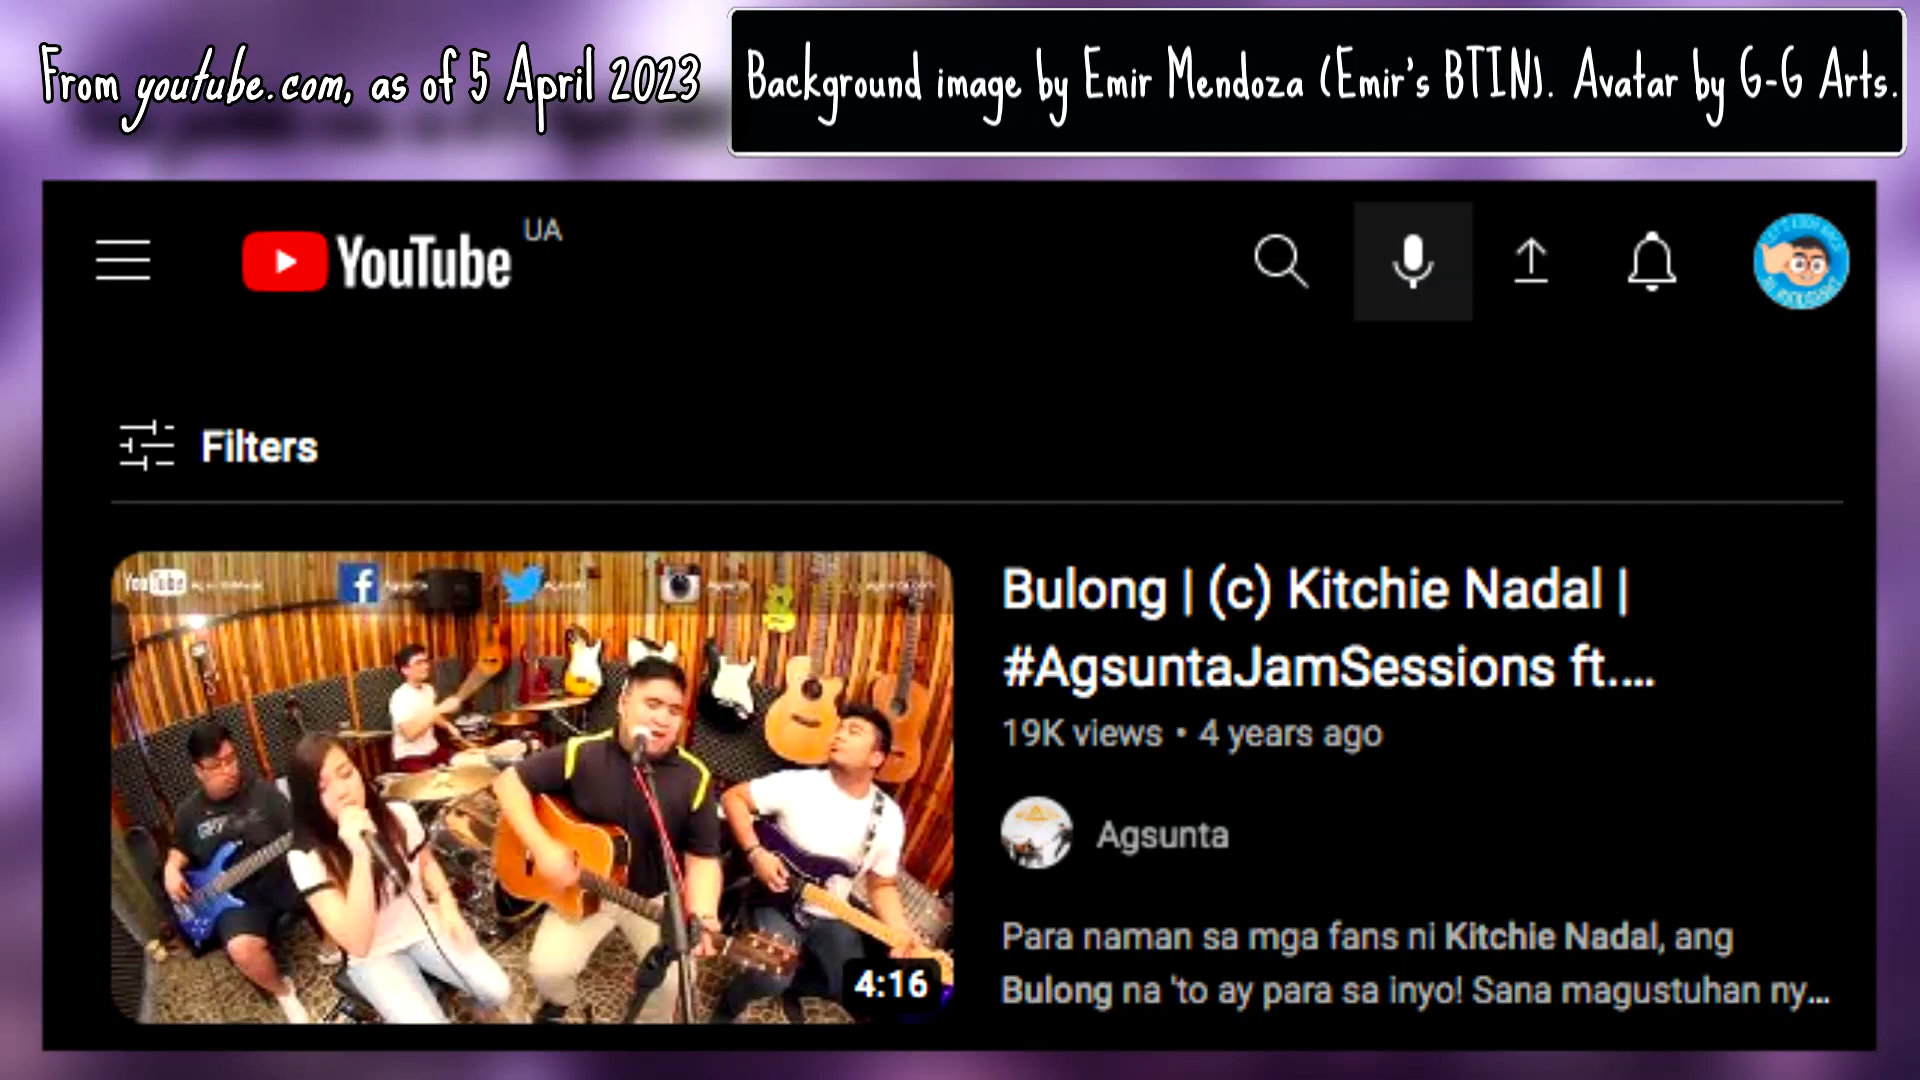 From youtube.com, as of 5 April 2023
Background image by Emir Mendoza (Emir's BTIN). Avatar by G-G Arts.
YouTube UA
Filters
YouTube
Bulong | (c) Kitchie Nadal |
#AgsuntaJamSessions ft....
19K views • 4 years ago
Agsunta
Para naman sa mga fans ni Kitchie Nadal, ang
Bulong na 'to ay para sa inyo! Sana magustuhan ny...
4:16